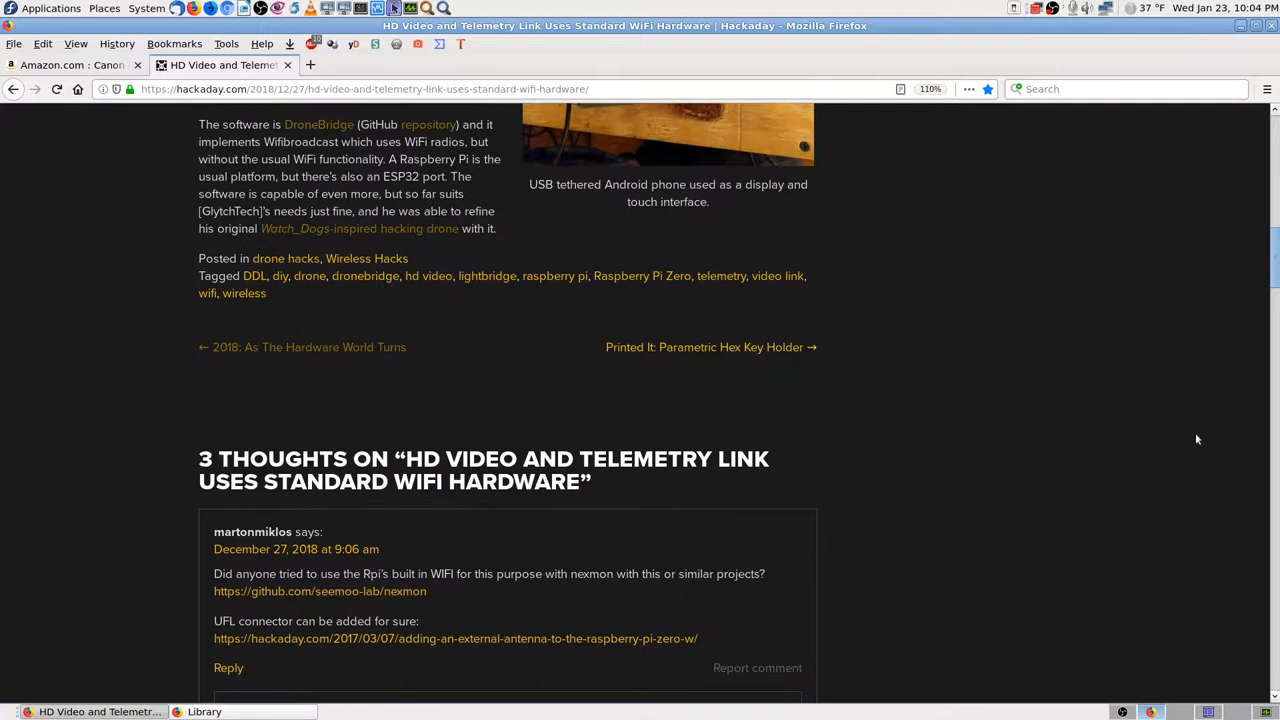 Applications Places System
37 °F Wed Jan 23, 10:04 PM
HD Video and Telemetry Link Uses Standard WiFi Hardware | Hackaday - Mozilla Firefox
File Edit View History Bookmarks Tools Help
Amazon.com : Canon
HD Video and Telemet
https://hackaday.com/2018/12/27/hd-video-and-telemetry-link-uses-standard-wifi-hardware/
110%
Search
The software is DroneBridge (GitHub repository) and it
implements Wifibroadcast which uses WiFi radios, but
without the usual WiFi functionality. A Raspberry Pi is the
usual platform, but there's also an ESP32 port. The
software is capable of even more, but so far suits
[GlytchTech]'s needs just fine, and he was able to refine
his original Watch_Dogs-inspired hacking drone with it.
USB tethered Android phone used as a display and
touch interface.
Posted in drone hacks, Wireless Hacks
Tagged DDL, diy, drone, dronebridge, hd video, lightbridge, raspberry pi, Raspberry Pi Zero, telemetry, video link,
wifi, wireless
← 2018: As The Hardware World Turns
Printed It: Parametric Hex Key Holder →
3 THOUGHTS ON “HD VIDEO AND TELEMETRY LINK
USES STANDARD WIFI HARDWARE”
martonmiklos says:
December 27, 2018 at 9:06 am
Did anyone tried to use the Rpi's built in WIFI for this purpose with nexmon with this or similar projects?
https://github.com/seemoo-lab/nexmon
UFL connector can be added for sure:
https://hackaday.com/2017/03/07/adding-an-external-antenna-to-the-raspberry-pi-zero-w/
Reply
Report comment
HD Video and Telemetr...
Library